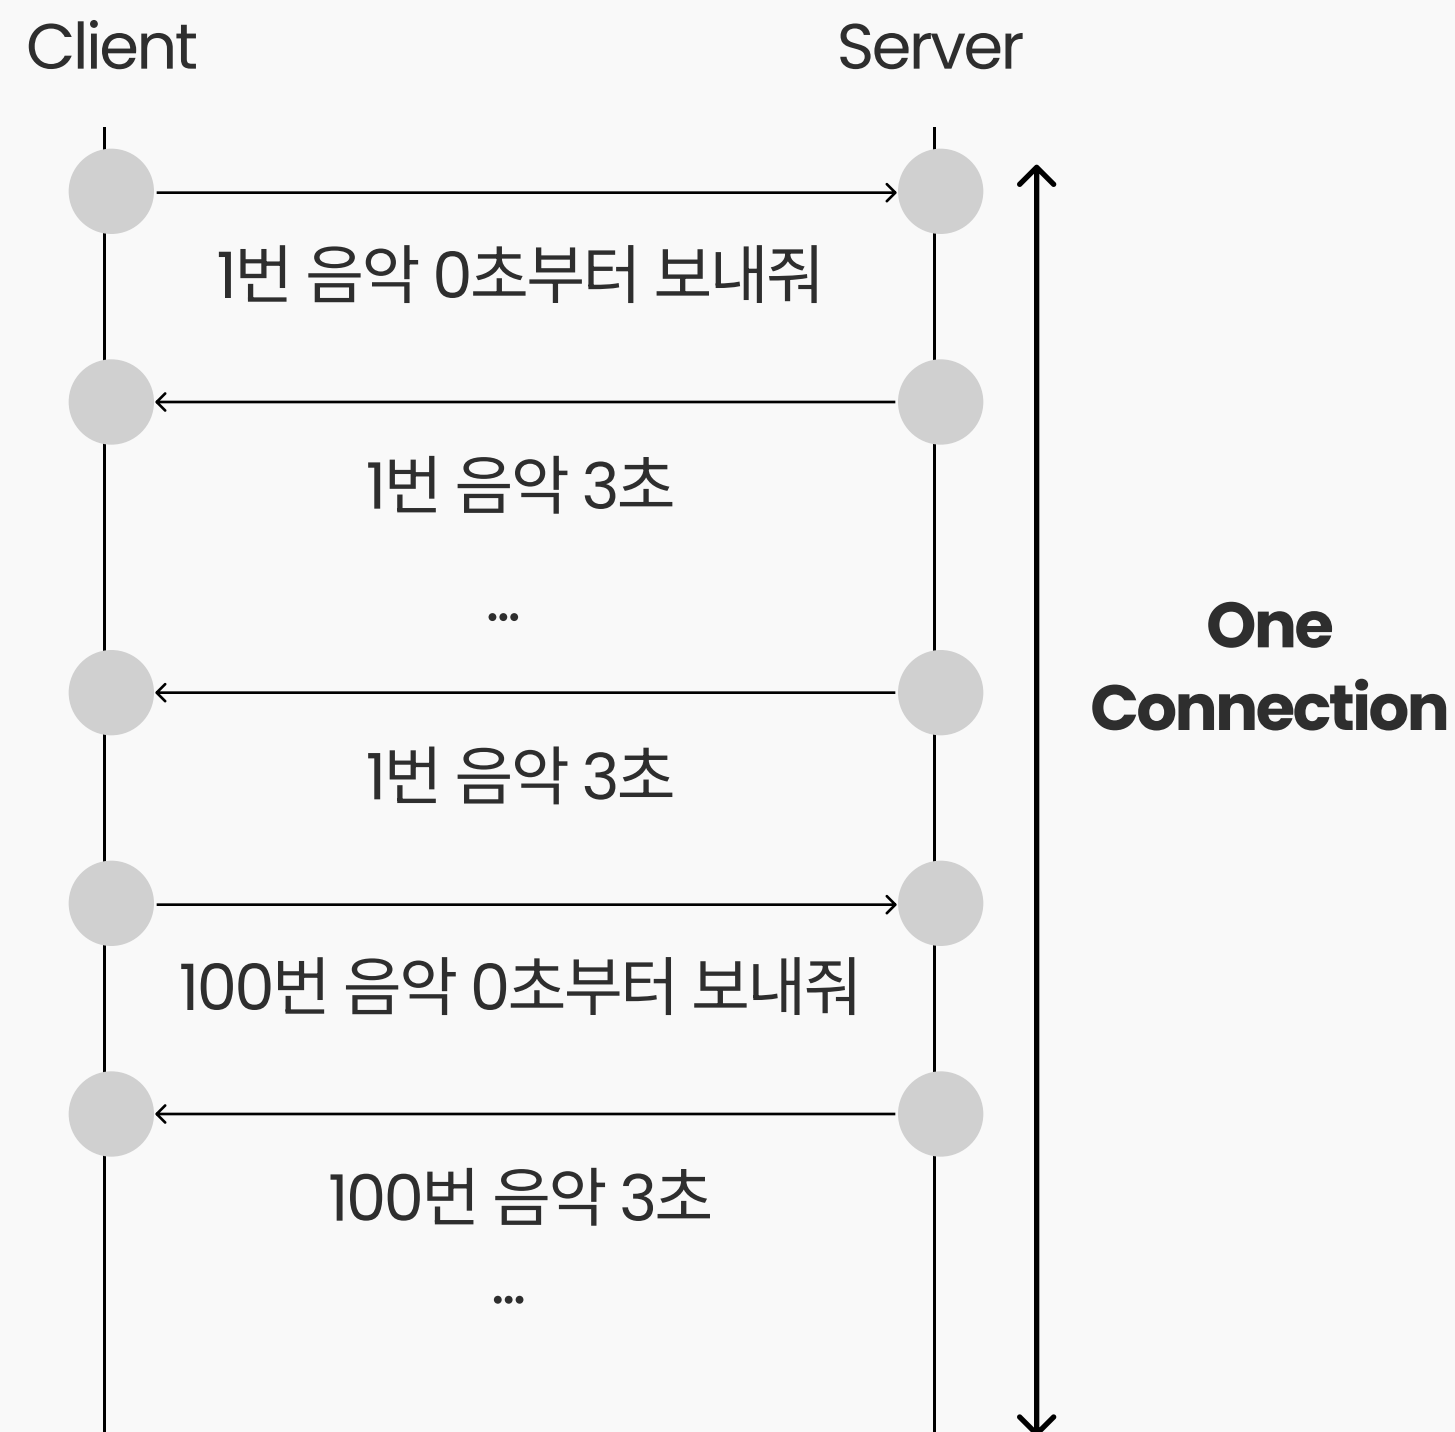 Client
Server
1번 음악 0초부터 보내줘
1번 음악 3초
...
One
Connection
1번 음악 3초
100번 음악 0초부터 보내줘
100번 음악 3초
...